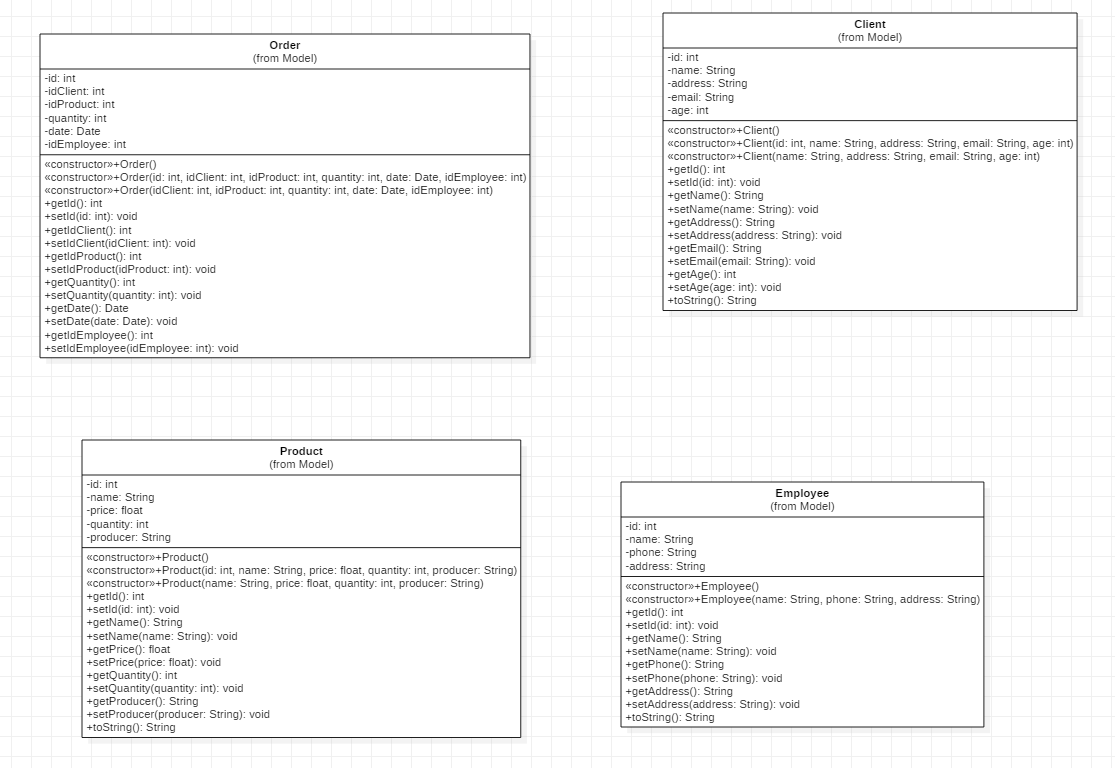 Order
(from Model)
-id: int
-idClient: int
-idProduct: int
-quantity: int
-date: Date
-idEmployee: int
«constructor»+Order()
«constructor»+Order(id: int, idClient: int, idProduct: int, quantity: int, date: Date, idEmployee: int)
«constructor»+Order(idClient: int, idProduct: int, quantity: int, date: Date, idEmployee: int)
+getId(): int
+setId(id: int): void
+getIdClient(): int
+setIdClient(idClient: int): void
+getIdProduct(): int
+setIdProduct(idProduct: int): void
+getQuantity(): int
+setQuantity(quantity: int): void
+getDate(): Date
+setDate(date: Date): void
+getIdEmployee(): int
+setIdEmployee(idEmployee: int): void
Client
(from Model)
-id: int
-name: String
-address: String
-email: String
-age: int
«constructor»+Client()
«constructor»+Client(id: int, name: String, address: String, email: String, age: int)
«constructor»+Client(name: String, address: String, email: String, age: int)
+getId(): int
+setId(id: int): void
+getName(): String
+setName(name: String): void
+getAddress(): String
+setAddress(address: String): void
+getEmail(): String
+setEmail(email: String): void
+getAge(): int
+setAge(age: int): void
+toString(): String
Product
(from Model)
-id: int
-name: String
-price: float
-quantity: int
-producer: String
«constructor»+Product()
«constructor»+Product(id: int, name: String, price: float, quantity: int, producer: String)
«constructor»+Product(name: String, price: float, quantity: int, producer: String)
+getId(): int
+setId(id: int): void
+getName(): String
+setName(name: String): void
+getPrice(): float
+setPrice(price: float): void
+getQuantity(): int
+setQuantity(quantity: int): void
+getProducer(): String
+setProducer(producer: String): void
+toString(): String
Employee
(from Model)
-id: int
-name: String
-phone: String
-address: String
«constructor»+Employee()
«constructor»+Employee(name: String, phone: String, address: String)
+getId(): int
+setId(id: int): void
+getName(): String
+setName(name: String): void
+getPhone(): String
+setPhone(phone: String): void
+getAddress(): String
+setAddress(address: String): void
+toString(): String